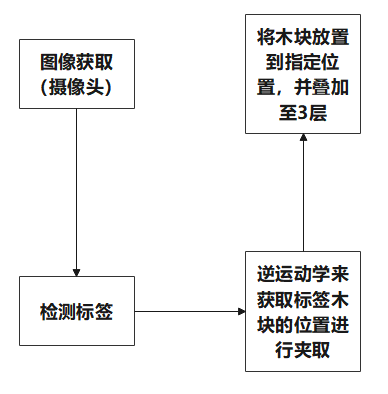 图像获取
（摄像头）
检测标签
逆运动学来
获取标签木
块的位置进
行夹取
将木块放置
到指定位
置，并叠加
至3层